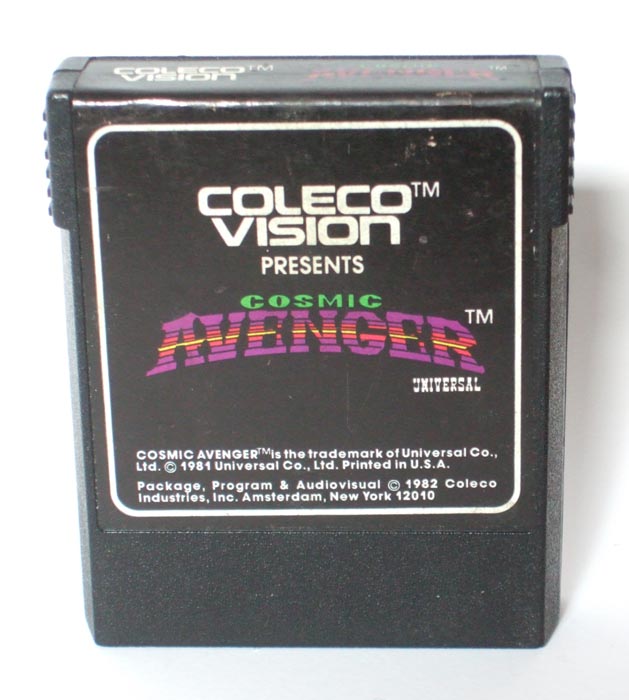 COLECO™
VISION
COLECO™
VISION
PRESENTS
COSMIC
AVENGER™
UNIVERSAL
COSMIC AVENGER™ is the trademark of Universal Co.,
Ltd. © 1981 Universal Co., Ltd. Printed in U.S.A.
Package, Program & Audiovisual © 1982 Coleco
Industries, Inc. Amsterdam, New York 12010